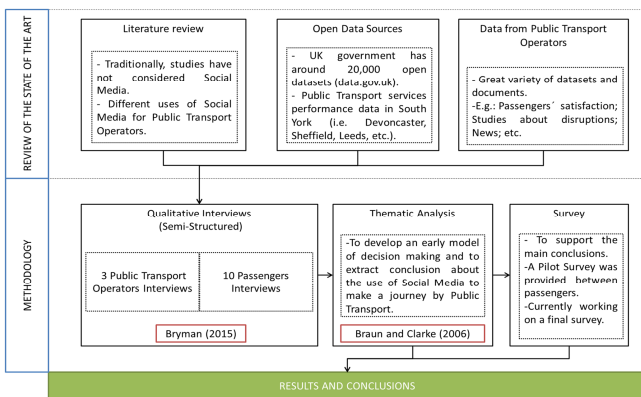 REVIEW OF THE STATE OF THE ART
Literature review
- Traditionally, studies have
not considered Social
Media.
- Different uses of Social
Media for Public Transport
Operators.
Open Data Sources
- UK government has
around 20,000 open
datasets (data.gov.uk).
- Public Transport services
performance data in South
York (i.e. Devoncaster,
Sheffield, Leeds, etc.).
Data from Public Transport
Operators
- Great variety of datasets and
documents.
-E.g.: Passengers´ satisfaction;
Studies about disruptions;
News; etc.
METHODOLOGY
Qualitative Interviews
(Semi-Structured)
3 Public Transport
Operators Interviews
10 Passengers
Interviews
Bryman (2015)
Thematic Analysis
-To develop an early model
of decision making and to
extract conclusion about
the use of Social Media to
make a journey by Public
Transport.
Braun and Clarke (2006)
Survey
- To support the
main conclusions.
-A Pilot Survey was
provided between
passengers.
-Currently working
on a final survey.
RESULTS AND CONCLUSIONS